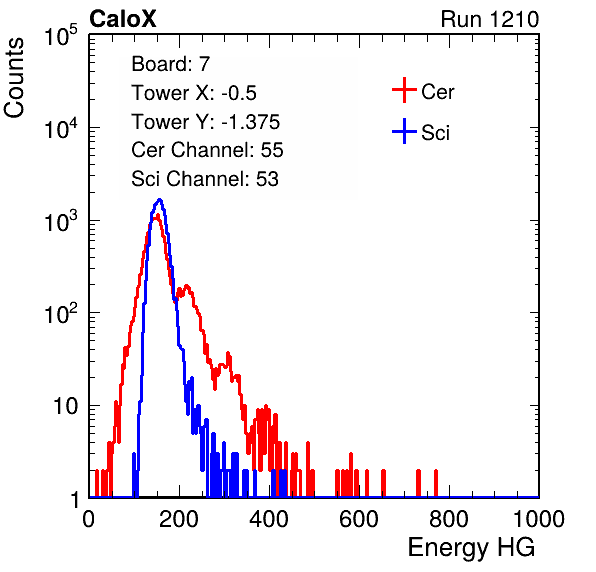 CaloX Run 1210
Counts
10^5
10^4
10^3
10^2
10
1
Board: 7
Tower X: -0.5
Tower Y: -1.375
Cer Channel: 55
Sci Channel: 53
Cer
Sci
0 200 400 600 800 1000
Energy HG